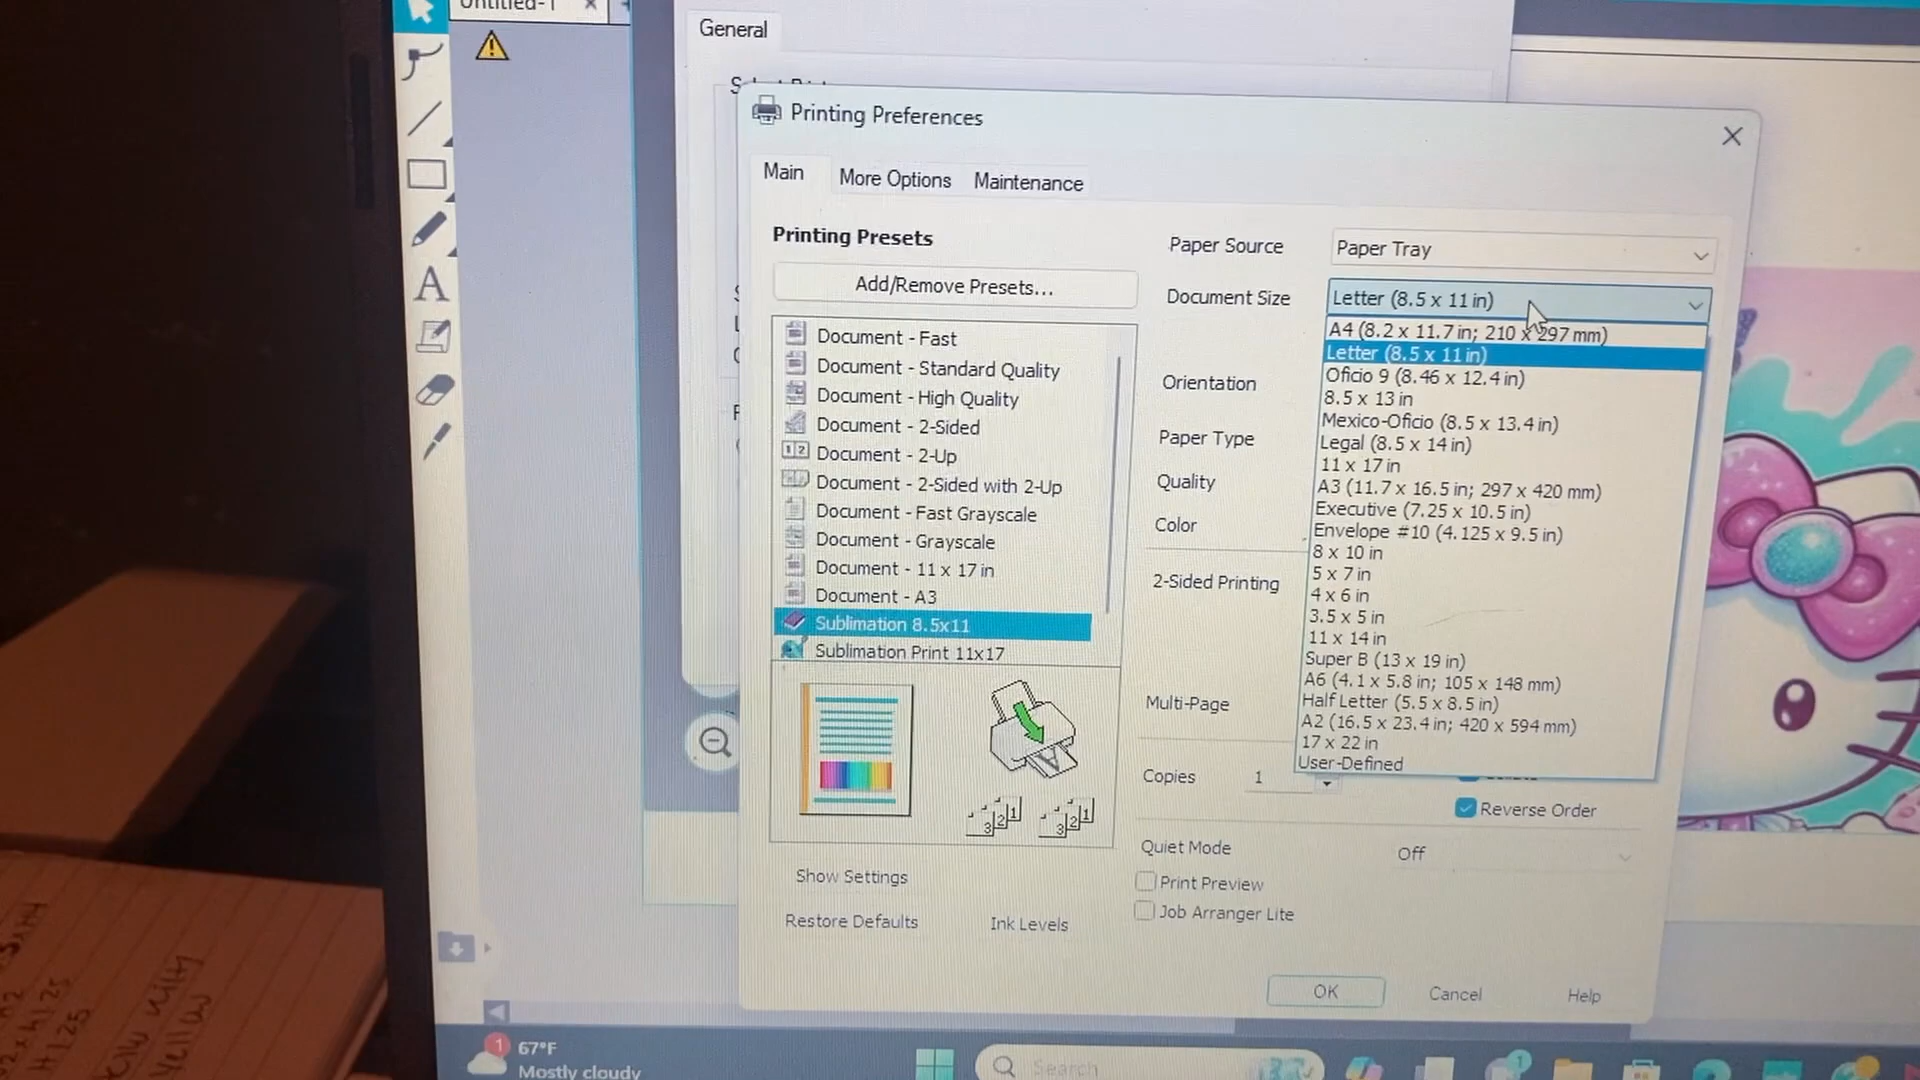 Untitled-1
General
Printing Preferences
Main
More Options
Maintenance
Printing Presets
Add/Remove Presets...
Document - Fast
Document - Standard Quality
Document - High Quality
Document - 2-Sided
Document - 2-Up
Document - 2-Sided with 2-Up
Document - Fast Grayscale
Document - Grayscale
Document - 11 x 17 in
Document - A3
Sublimation 8.5x11
Sublimation Print 11x17
Show Settings
Restore Defaults
Ink Levels
Paper Source
Paper Tray
Document Size
Letter (8.5 x 11 in)
A4 (8.2 x 11.7 in; 210 x 297 mm)
Letter (8.5 x 11 in)
Oficio 9 (8.46 x 12.4 in)
8.5 x 13 in
Mexico-Oficio (8.5 x 13.4 in)
Legal (8.5 x 14 in)
11 x 17 in
A3 (11.7 x 16.5 in; 297 x 420 mm)
Executive (7.25 x 10.5 in)
Envelope #10 (4.125 x 9.5 in)
8 x 10 in
5 x 7 in
4 x 6 in
3.5 x 5 in
11 x 14 in
Super B (13 x 19 in)
A6 (4.1 x 5.8 in; 105 x 148 mm)
Half Letter (5.5 x 8.5 in)
A2 (16.5 x 23.4 in; 420 x 594 mm)
17 x 22 in
User-Defined
Orientation
Paper Type
Quality
Color
2-Sided Printing
Multi-Page
Copies
1
Reverse Order
Quiet Mode
Off
Print Preview
Job Arranger Lite
OK
Cancel
Help
1
67°F
Mostly cloudy
Search
1
Yellow